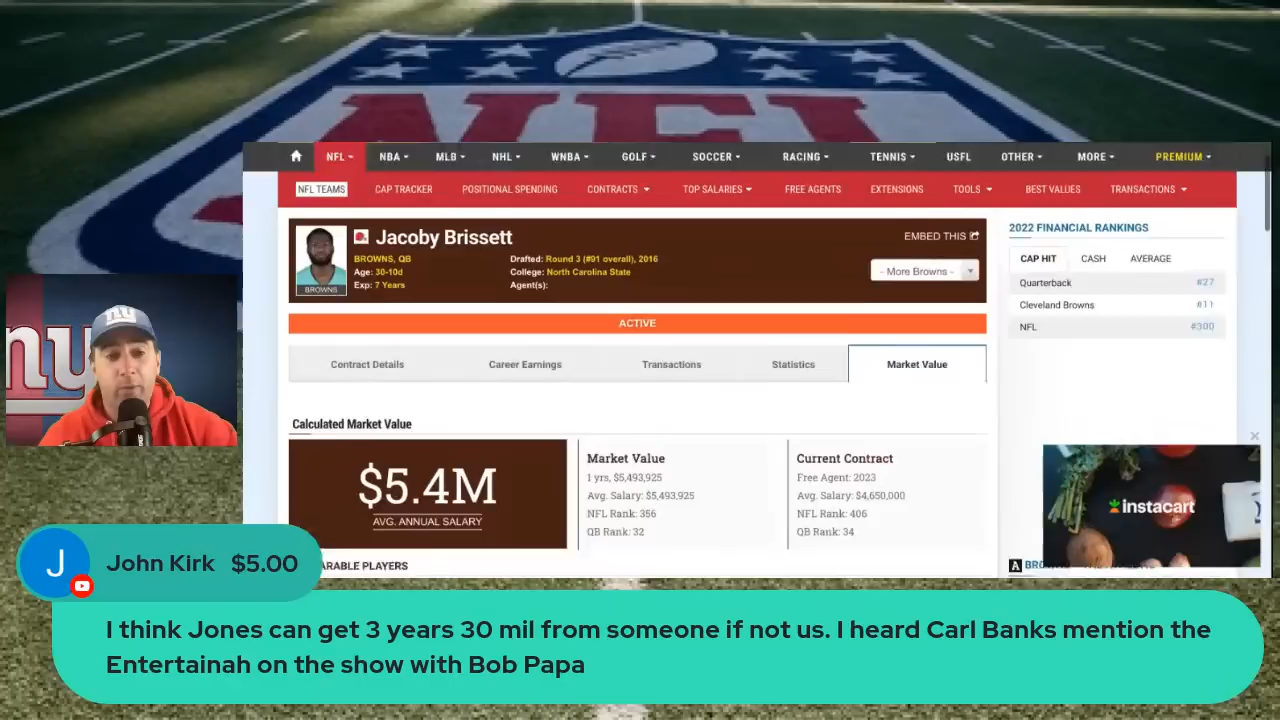 NFL
NFL NBA MLB NHL WNBA GOLF SOCCER RACING TENNIS USFL OTHER MORE PREMIUM
NFL TEAMS CAP TRACKER POSITIONAL SPENDING CONTRACTS TOP SALARIES FREE AGENTS EXTENSIONS TOOLS BEST VALUES TRANSACTIONS
Jacoby Brissett
EMBED THIS
BROWNS, QB
Age: 30-10d
Exp: 7 Years
BROWNS
Drafted: Round 3 (#91 overall), 2016
College: North Carolina State
Agent(s):
- More Browns -
ACTIVE
Contract Details Career Earnings Transactions Statistics Market Value
Calculated Market Value
$5.4M
AVG. ANNUAL SALARY
Market Value
1 yrs, $5,493,925
Avg. Salary: $5,493,925
NFL Rank: 356
QB Rank: 32
Current Contract
Free Agent: 2023
Avg. Salary: $4,650,000
NFL Rank: 406
QB Rank: 34
ARABLE PLAYERS
2022 FINANCIAL RANKINGS
CAP HIT CASH AVERAGE
Quarterback #27
Cleveland Browns #11
NFL #300
instacart
A BRO
ny
NY
J
John Kirk $5.00
I think Jones can get 3 years 30 mil from someone if not us. I heard Carl Banks mention the
Entertainah on the show with Bob Papa